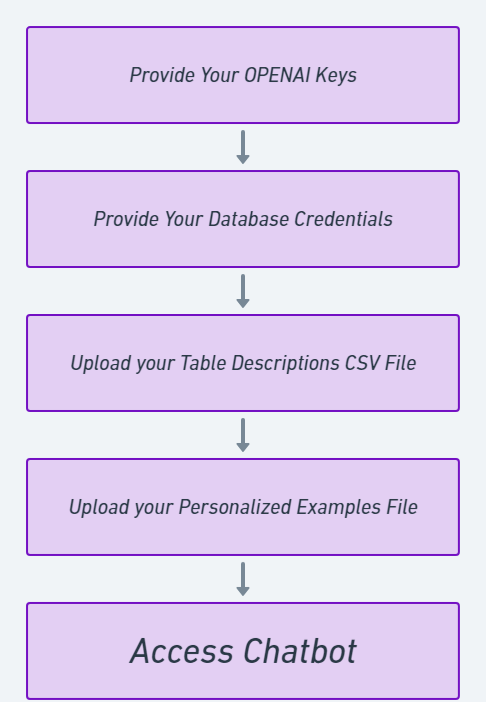 Provide Your OPENAI Keys
Provide Your Database Credentials
Upload your Table Descriptions CSV File
Upload your Personalized Examples File
Access Chatbot